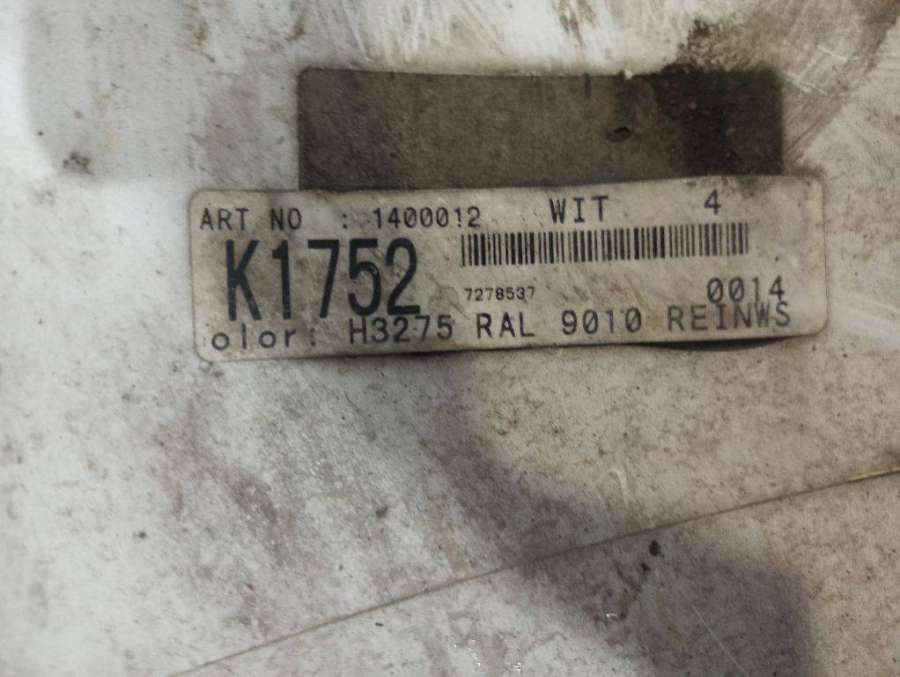 ART NO : 1400012 WIT 4
K1752
7278537 0014
olor: H3275 RAL 9010 REINWS